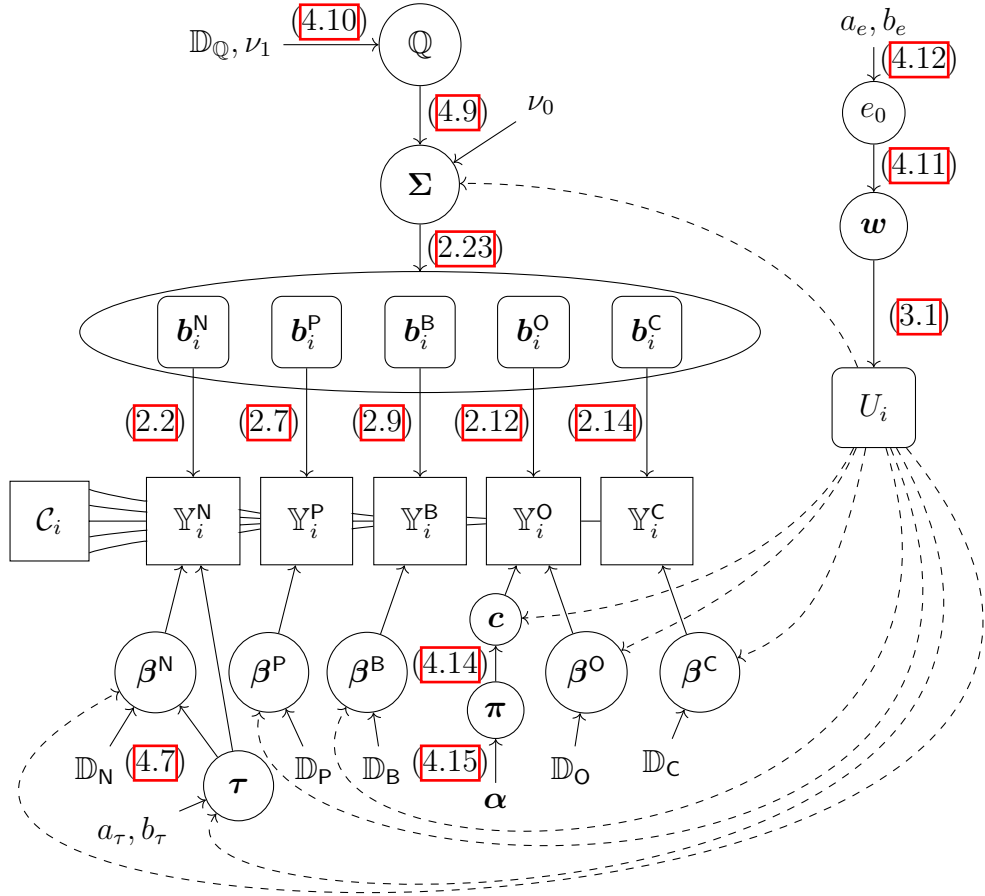 (4.10)
𝔻_ℚ, ν₁
ℚ
a_e, b_e
(4.12)
(4.9)
ν₀
e₀
(4.11)
Σ
w
(2.23)
(3.1)
b_i^N b_i^P b_i^B b_i^O b_i^C
U_i
(2.2) (2.7) (2.9) (2.12) (2.14)
𝒞_i 𝕐_i^N 𝕐_i^P 𝕐_i^B 𝕐_i^O 𝕐_i^C
c
β^N β^P β^B (4.14) β^O β^C
π
𝔻_N (4.7) 𝔻_P 𝔻_B (4.15) 𝔻_O 𝔻_C
τ
α
a_τ, b_τ